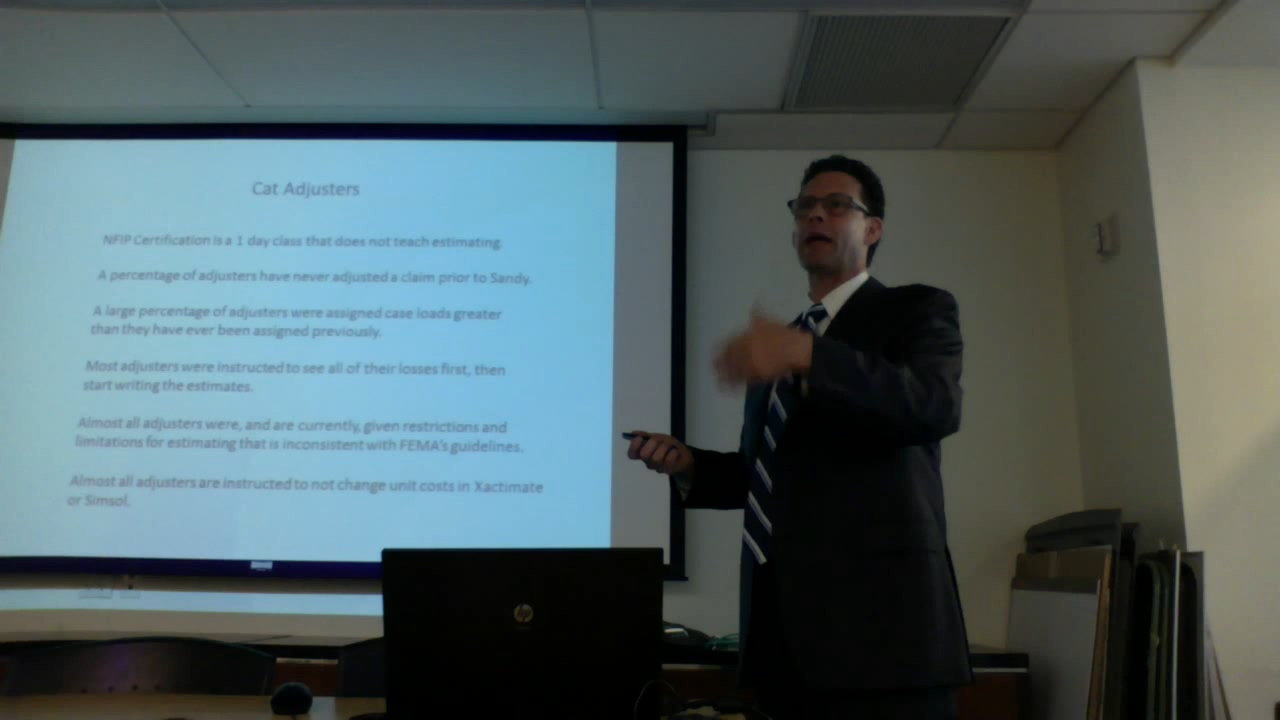 Cat Adjusters
NFIP Certification is a 1 day class that does not teach estimating.
A percentage of adjusters have never adjusted a claim prior to Sandy.
A large percentage of adjusters were assigned case loads greater
than they have ever been assigned previously.
Most adjusters were instructed to see all of their losses first, then
start writing the estimates.
Almost all adjusters were, and are currently, given restrictions and
limitations for estimating that is inconsistent with FEMA's guidelines.
Almost all adjusters are instructed to not change unit costs in Xactimate
or Simsol.
hp